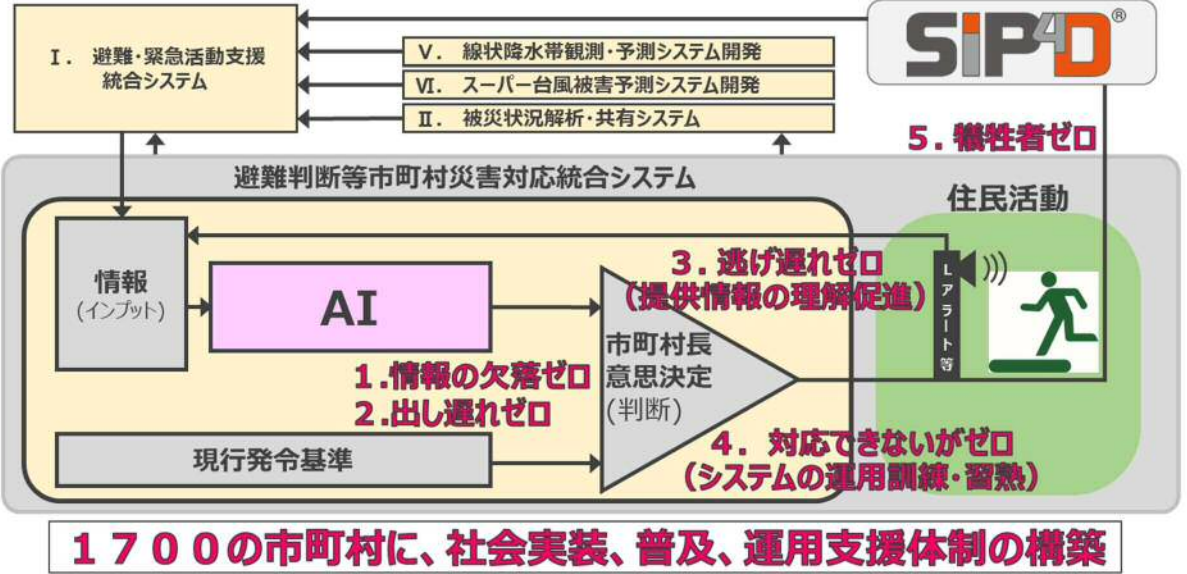 Ⅰ. 避難・緊急活動支援
統合システム
Ⅴ. 線状降水帯観測・予測システム開発
Ⅵ. スーパー台風被害予測システム開発
Ⅱ. 被災状況解析・共有システム
SiP4D®
5.犠牲者ゼロ
避難判断等市町村災害対応統合システム
住民活動
情報
(インプット)
AI
3.逃げ遅れゼロ
(提供情報の理解促進)
Lアラート等
市町村長
意思決定
(判断)
1.情報の欠落ゼロ
2.出し遅れゼロ
現行発令基準
4. 対応できないがゼロ
(システムの運用訓練・習熟)
1700の市町村に、社会実装、普及、運用支援体制の構築